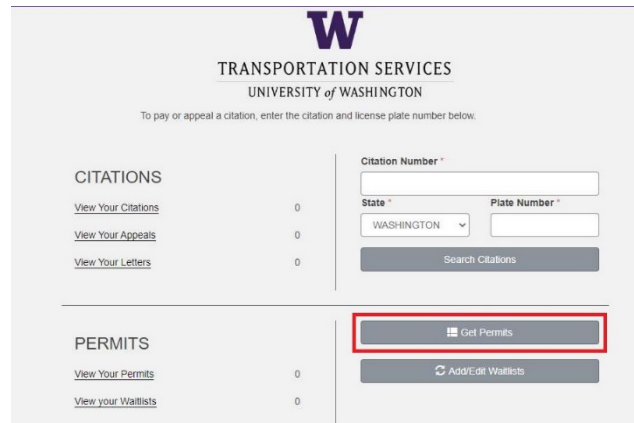 W
TRANSPORTATION SERVICES
UNIVERSITY of WASHINGTON
To pay or appeal a citation, enter the citation and license plate number below.
CITATIONS
View Your Citations 0
View Your Appeals 0
View Your Letters 0
Citation Number *
State * Plate Number *
WASHINGTON
Search Citations
PERMITS
View Your Permits 0
View your Waitlists 0
Get Permits
Add/Edit Waitlists